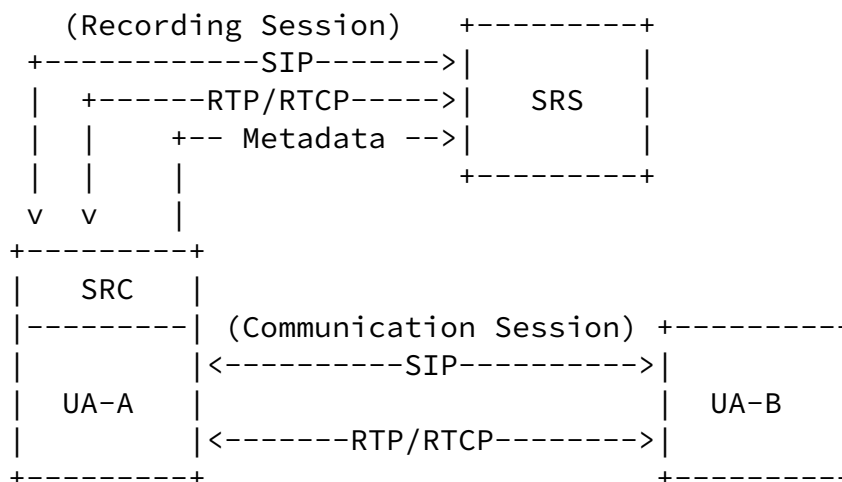 (Recording Session)    +---------+
 +------------SIP------->|         |
 |  +------RTP/RTCP----->|   SRS   |
 |  |    +-- Metadata -->|         |
 |  |    |               +---------+
 v  v    |
+---------+
|   SRC   |
|---------| (Communication Session) +----------
|         |<----------SIP---------->|
|  UA-A   |                         |  UA-B
|         |<-------RTP/RTCP-------->|
+---------+                         +----------